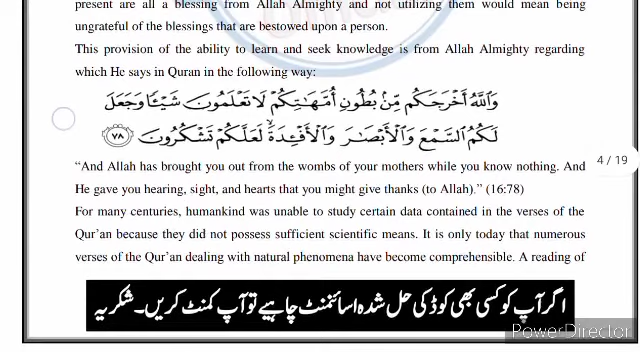 present are all a blessing from Allah Almighty and not utilizing them would mean being
ungrateful of the blessings that are bestowed upon a person.
This provision of the ability to learn and seek knowledge is from Allah Almighty regarding
which He says in Quran in the following way:
وَاللَّهُ أَخْرَجَكُم مِّنۢ بُطُونِ أُمَّهَـٰتِكُمْ لَا تَعْلَمُونَ شَيْـًٔا وَجَعَلَ
لَكُمُ السَّمْعَ وَالْأَبْصَـٰرَ وَالْأَفْـِٔدَةَ ۙ لَعَلَّكُمْ تَشْكُرُونَ ﴿٧٨﴾
4 / 19
“And Allah has brought you out from the wombs of your mothers while you know nothing. And
He gave you hearing, sight, and hearts that you might give thanks (to Allah).” (16:78)
For many centuries, humankind was unable to study certain data contained in the verses of the
Qur’an because they did not possess sufficient scientific means. It is only today that numerous
verses of the Qur’an dealing with natural phenomena have become comprehensible. A reading of
اگر آپ کو کسی بھی کوڈ کی حل شدہ اسائنمنٹ چاہیے تو آپ کمنٹ کریں۔ شکریہ
PowerDirector